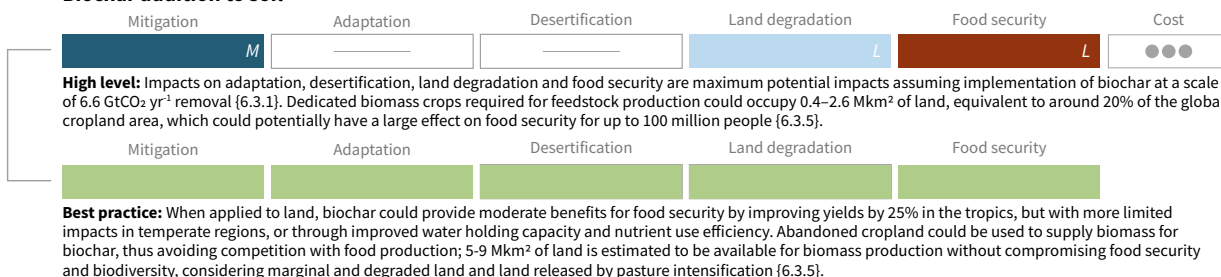 Biochar addition to soil
Mitigation Adaptation Desertification Land degradation Food security Cost
M L L
High level: Impacts on adaptation, desertification, land degradation and food security are maximum potential impacts assuming implementation of biochar at a scale
of 6.6 GtCO₂ yr⁻¹ removal {6.3.1}. Dedicated biomass crops required for feedstock production could occupy 0.4–2.6 Mkm² of land, equivalent to around 20% of the globa
cropland area, which could potentially have a large effect on food security for up to 100 million people {6.3.5}.
Mitigation Adaptation Desertification Land degradation Food security
Best practice: When applied to land, biochar could provide moderate benefits for food security by improving yields by 25% in the tropics, but with more limited
impacts in temperate regions, or through improved water holding capacity and nutrient use efficiency. Abandoned cropland could be used to supply biomass for
biochar, thus avoiding competition with food production; 5-9 Mkm² of land is estimated to be available for biomass production without compromising food security
and biodiversity, considering marginal and degraded land and land released by pasture intensification {6.3.5}.